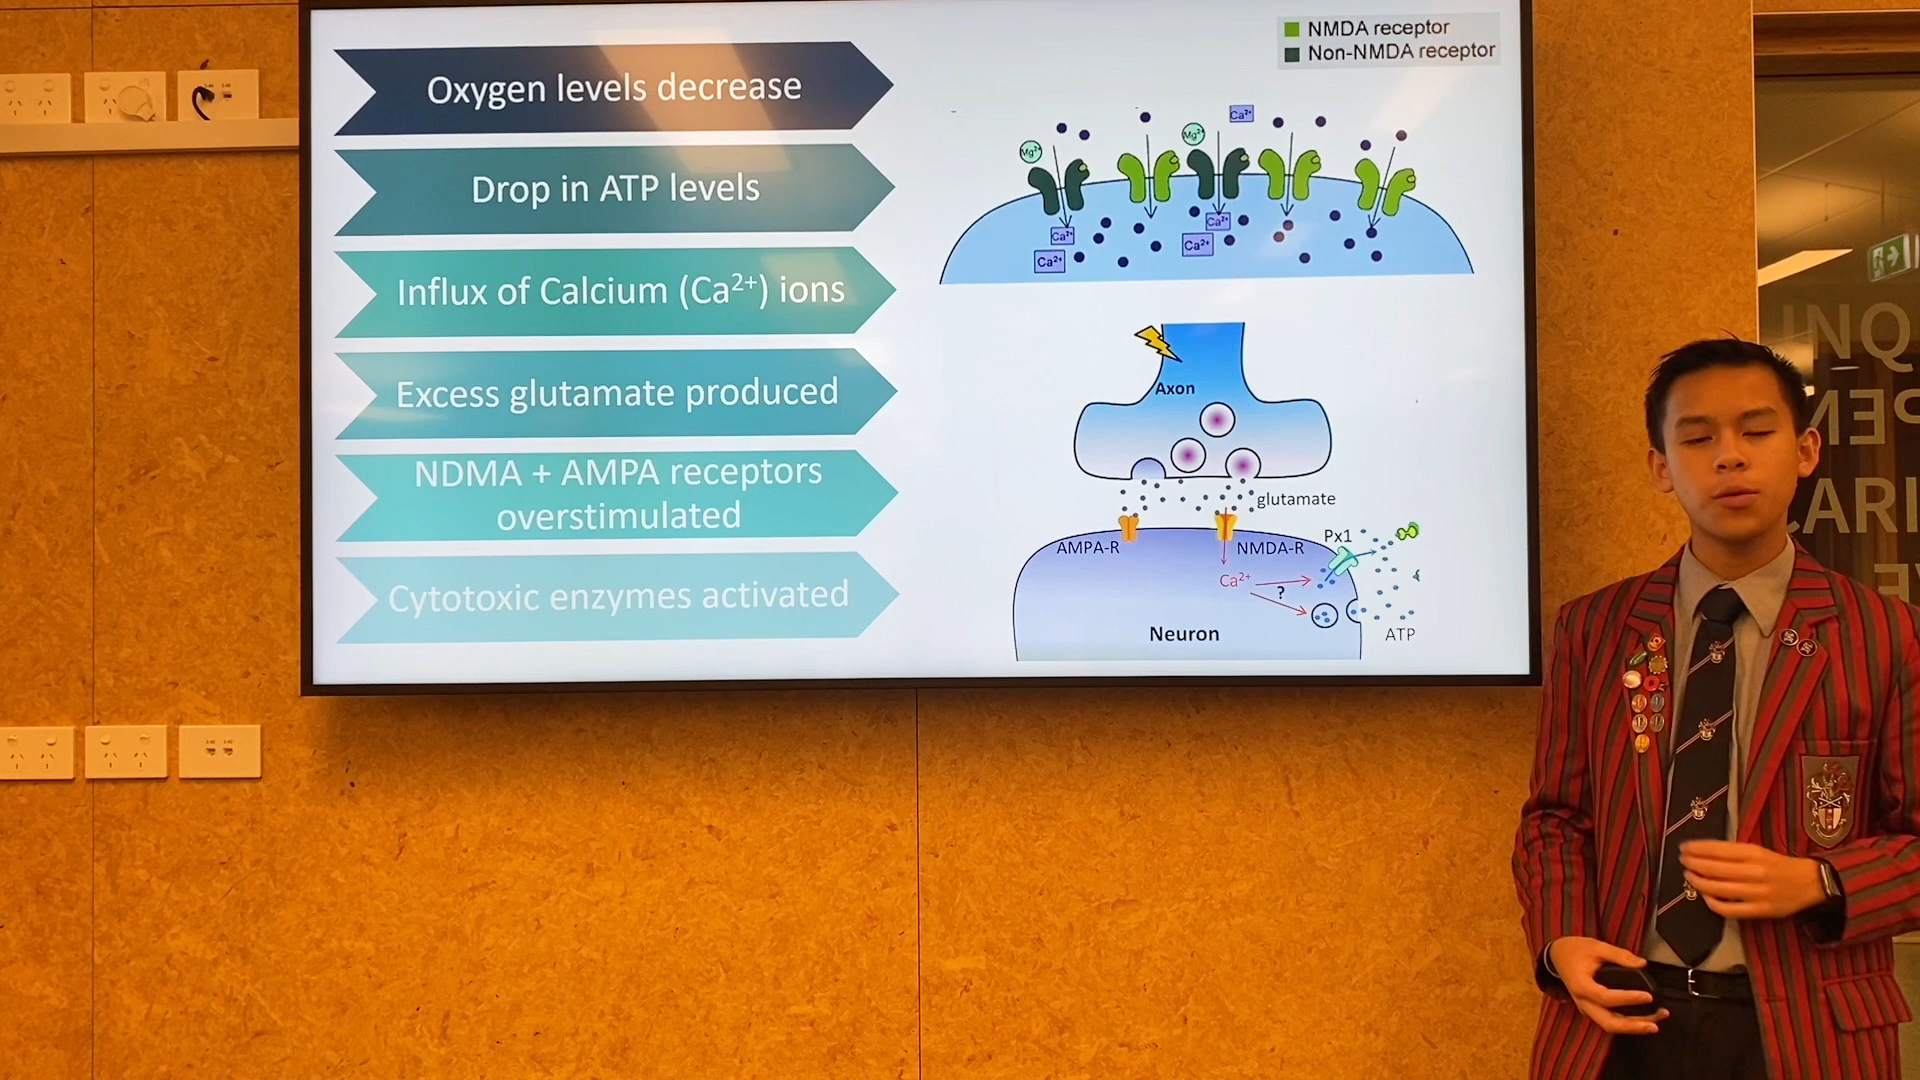 Oxygen levels decrease
Drop in ATP levels
Influx of Calcium (Ca²⁺) ions
Excess glutamate produced
NDMA + AMPA receptors
overstimulated
Cytotoxic enzymes activated
NMDA receptor
Non-NMDA receptor
Ca²⁺
Mg²⁺
Mg²⁺
Ca²⁺
Ca²⁺
Ca²⁺
Ca²⁺
Axon
glutamate
AMPA-R
NMDA-R
Px1
Ca²⁺
?
Neuron
ATP